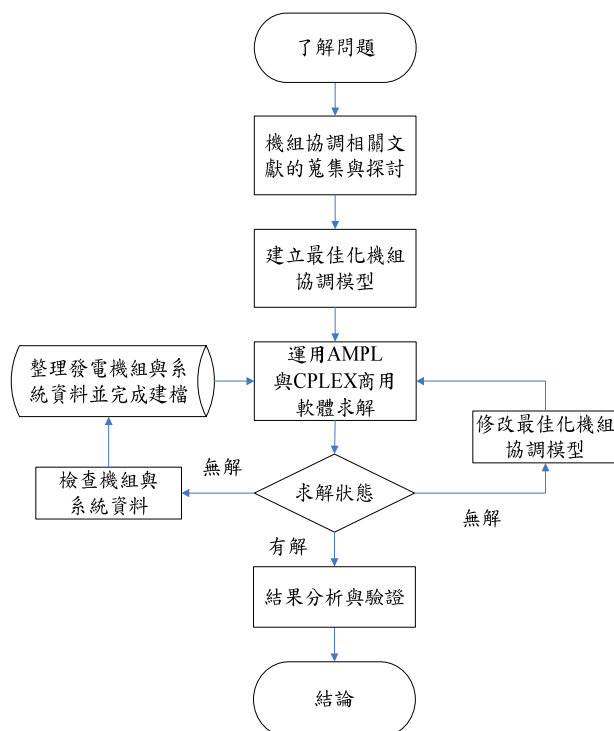 了解問題
機組協調相關文
獻的蒐集與探討
建立最佳化機組
協調模型
整理發電機組與系
統資料並完成建檔
運用AMPL
與CPLEX商用
軟體求解
修改最佳化機組
協調模型
無解
檢查機組與
系統資料
求解狀態
無解
有解
結果分析與驗證
結論